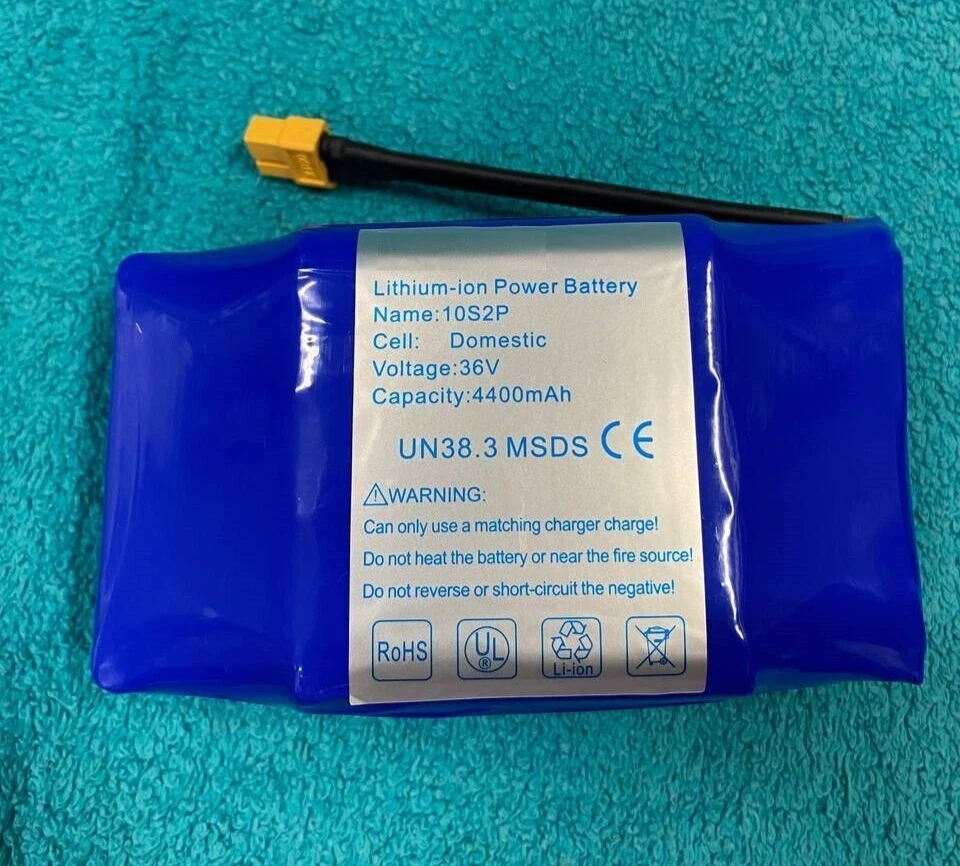 Lithium-ion Power Battery
Name:10S2P
Cell: Domestic
Voltage:36V
Capacity:4400mAh
UN38.3 MSDS CE
⚠WARNING:
Can only use a matching charger charge!
Do not heat the battery or near the fire source!
Do not reverse or short-circuit the negative!
RoHS
UL
®
Li-ion